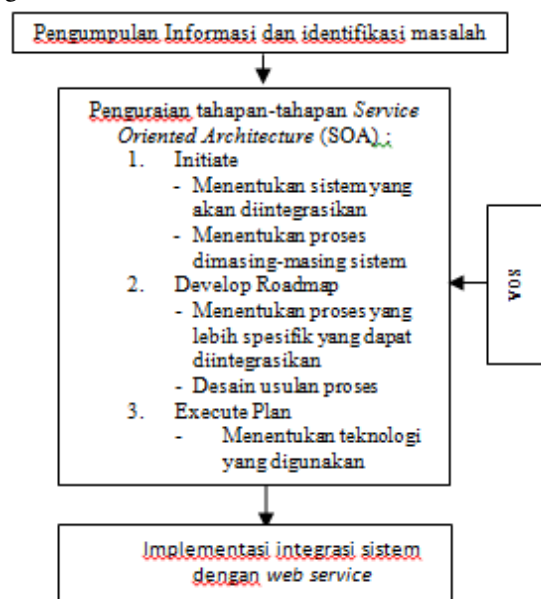 Pengumpulan Informasi dan identifikasi masalah
Penguraian tahapan-tahapan Service
Oriented Architecture (SOA) ;
1. Initiate
- Menentukan sistem yang
akan diintegrasikan
- Menentukan proses
dimasing-masing sistem
2. Develop Roadmap
- Menentukan proses yang
lebih spesifik yang dapat
diintegrasikan
- Desain usulan proses
3. Execute Plan
- Menentukan teknologi
yang digunakan
SOA
Implementasi integrasi sistem
dengan web service